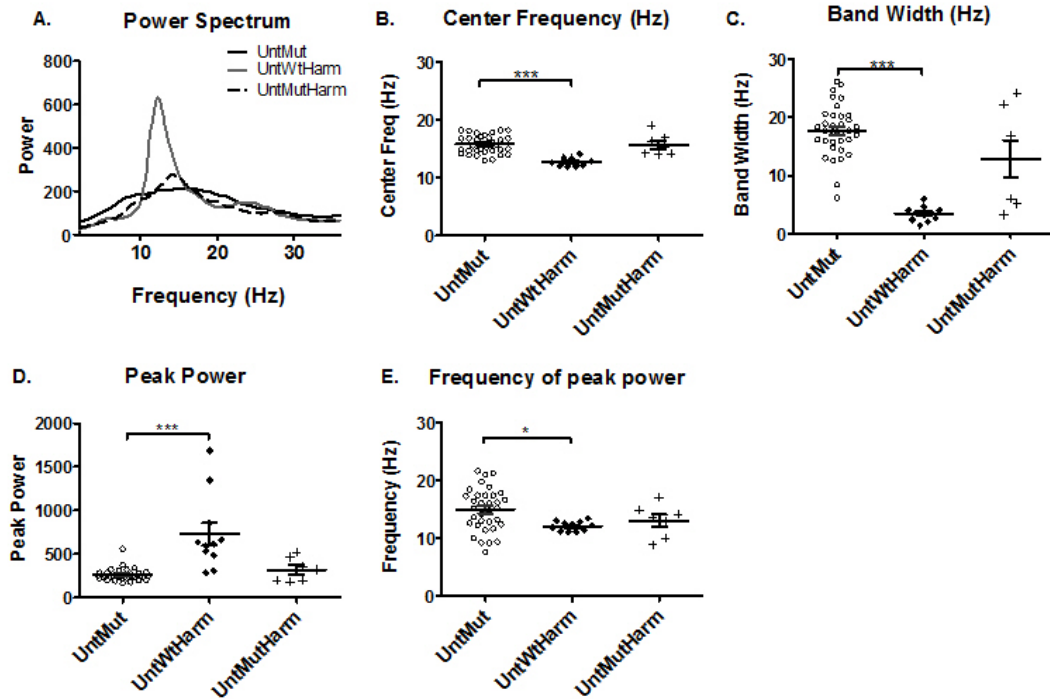 A.
Power Spectrum
UntMut
UntWtHarm
UntMutHarm
800
600
400
200
0
10
20
30
Power
Frequency (Hz)
B.
Center Frequency (Hz)
***
30
20
10
0
Center Freq (Hz)
UntMut
UntWtHarm
UntMutHarm
C.
Band Width (Hz)
***
30
20
10
0
Band Width (Hz)
UntMut
UntWtHarm
UntMutHarm
D.
Peak Power
***
2000
1500
1000
500
0
Peak Power
UntMut
UntWtHarm
UntMutHarm
E.
Frequency of peak power
*
30
20
10
0
Frequency (Hz)
UntMut
UntWtHarm
UntMutHarm